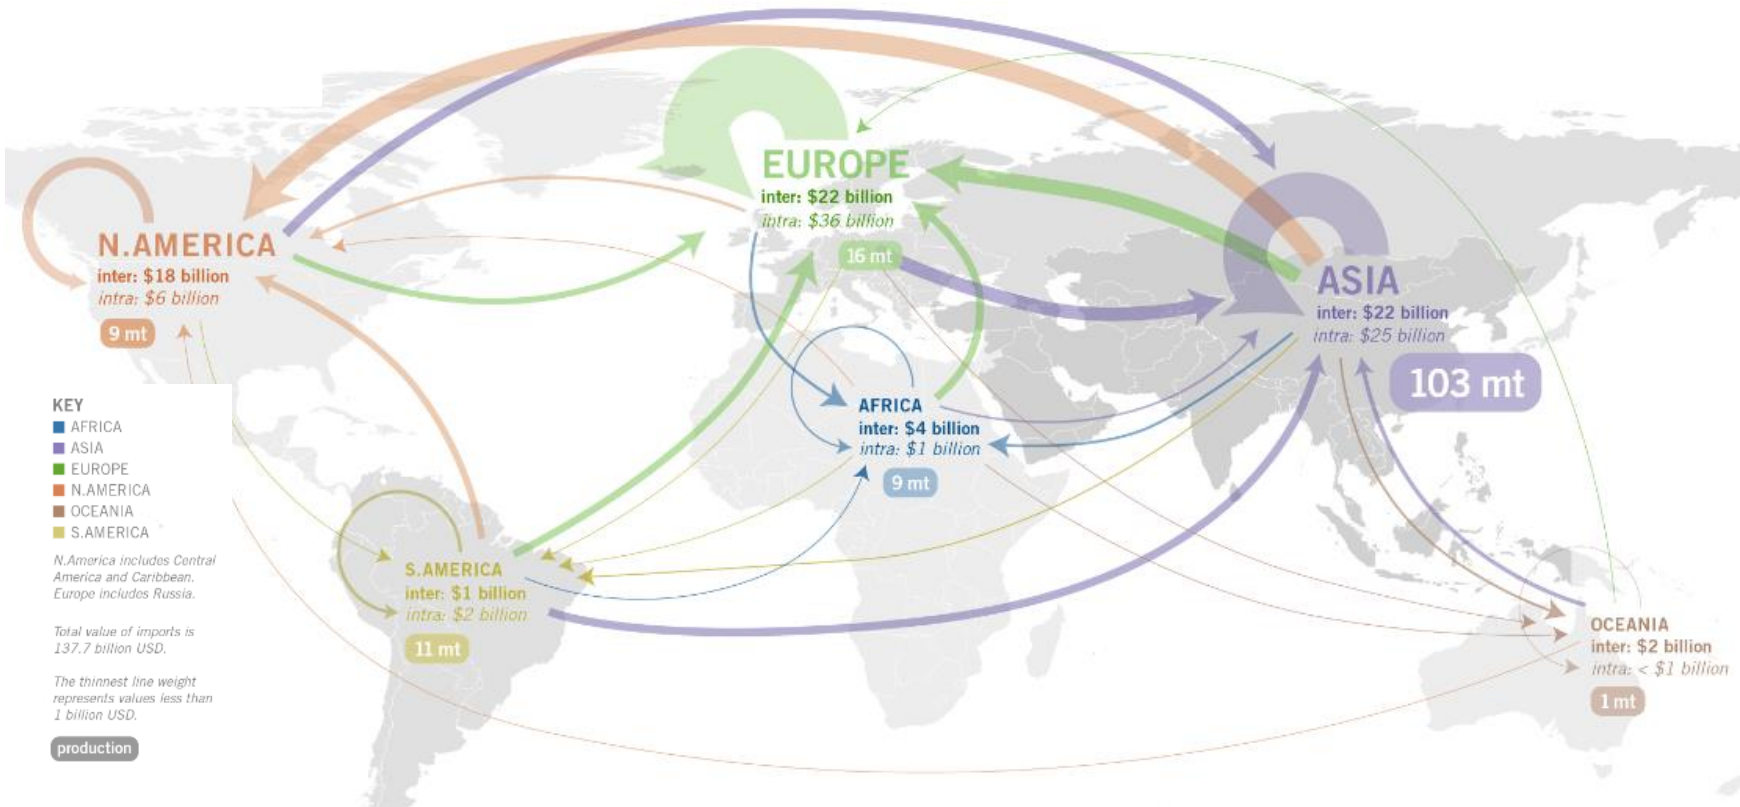 EUROPE
inter: $22 billion
intra: $36 billion
16 mt
N.AMERICA
inter: $18 billion
intra: $6 billion
9 mt
ASIA
inter: $22 billion
intra: $25 billion
103 mt
KEY
AFRICA
ASIA
EUROPE
N.AMERICA
OCEANIA
S.AMERICA
N.America includes Central
America and Caribbean.
Europe includes Russia.
Total value of imports is
137.7 billion USD.
The thinnest line weight
represents values less than
1 billion USD.
production
AFRICA
inter: $4 billion
intra: $1 billion
9 mt
S.AMERICA
inter: $1 billion
intra: $2 billion
11 mt
OCEANIA
inter: $2 billion
intra: < $1 billion
1 mt